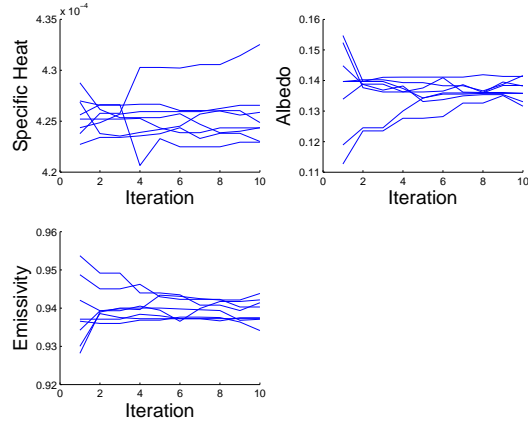 x 10^-4
4.35
4.3
4.25
4.2
Specific Heat
0 2 4 6 8 10
Iteration
0.16
0.15
0.14
0.13
0.12
0.11
Albedo
0 2 4 6 8 10
Iteration
0.96
0.95
0.94
0.93
0.92
Emissivity
0 2 4 6 8 10
Iteration